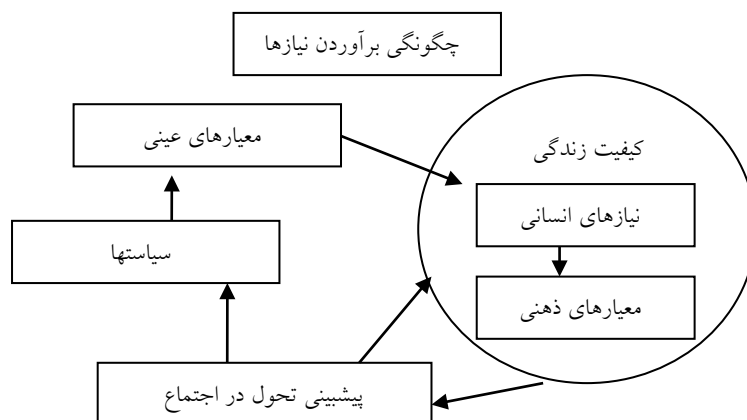 چگونگی برآوردن نیازها
معیارهای عینی
کیفیت زندگی
نیازهای انسانی
سیاستها
معیارهای ذهنی
پیشبینی تحول در اجتماع